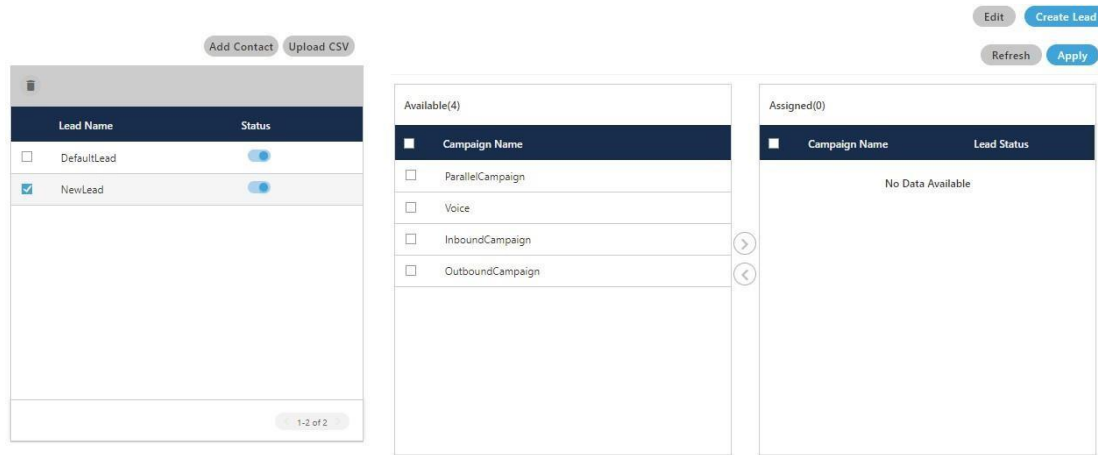 Edit Create Lead
Add Contact Upload CSV
Refresh Apply
Lead Name Status
DefaultLead
NewLead
1-2 of 2
Available(4)
Campaign Name
ParallelCampaign
Voice
InboundCampaign
OutboundCampaign
Assigned(0)
Campaign Name Lead Status
No Data Available